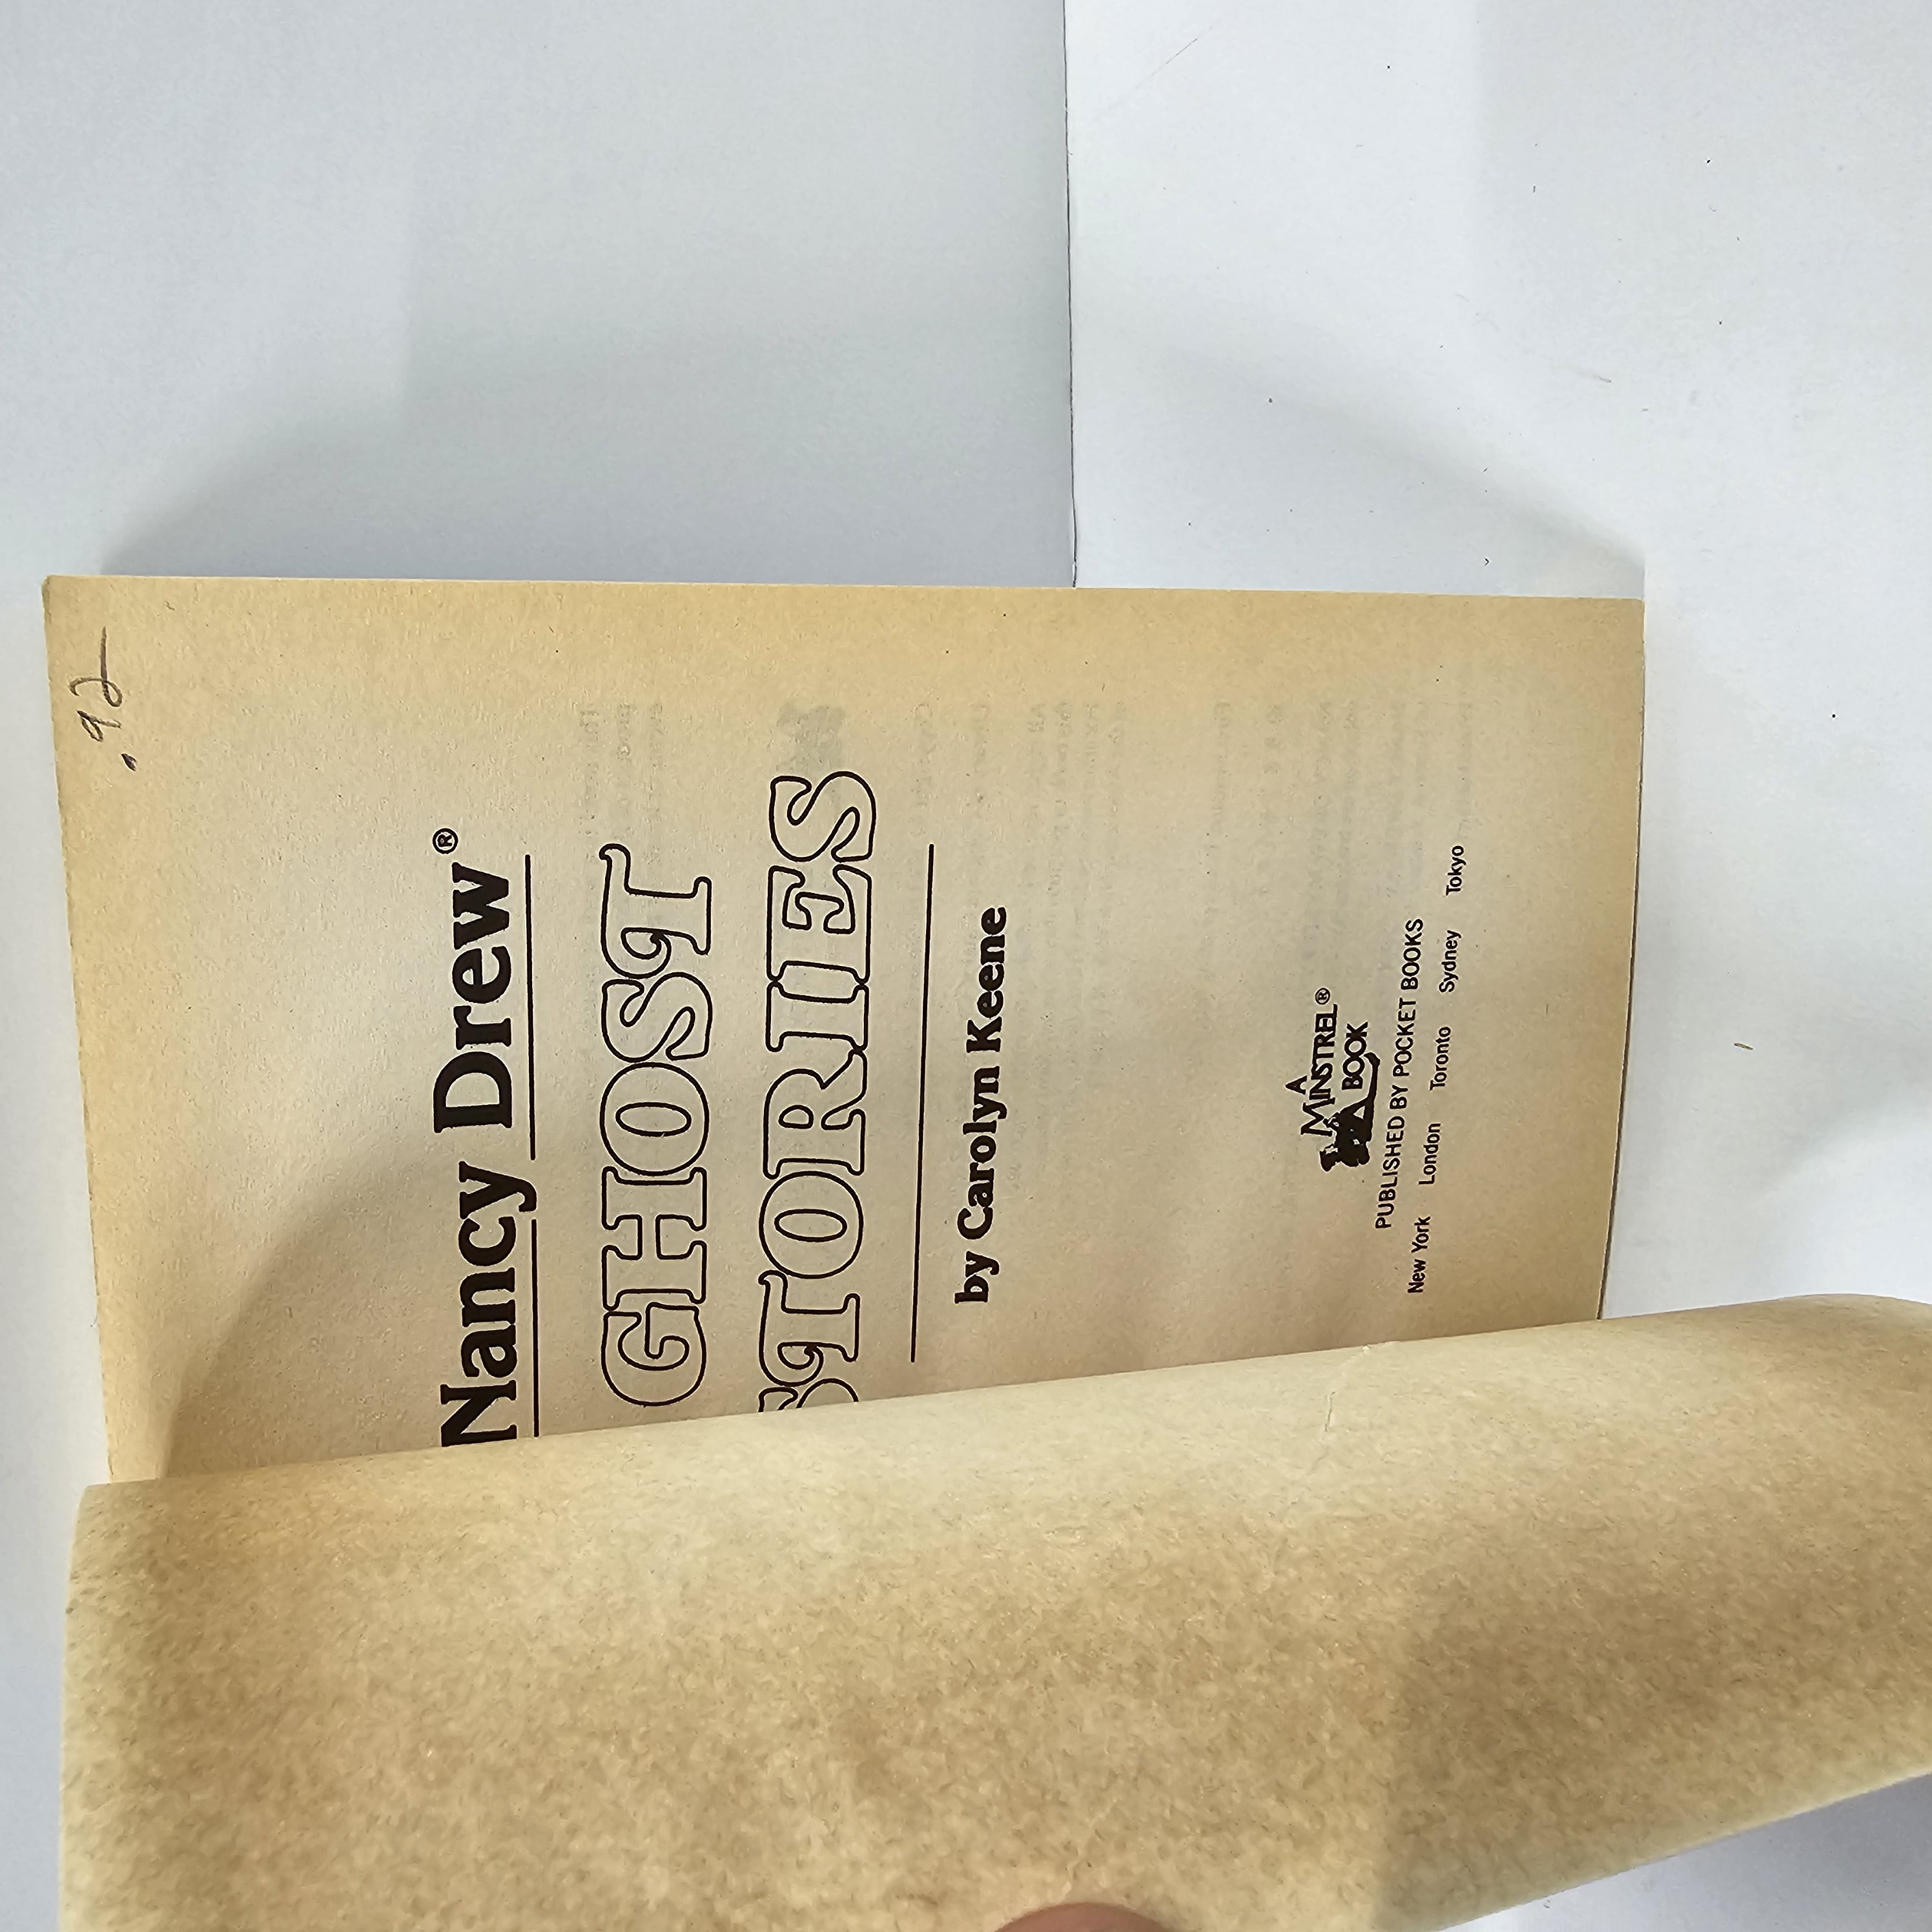 .92
Nancy Drew®
GHOST
STORIES
by Carolyn Keene
A
MINSTREL®
BOOK
PUBLISHED BY POCKET BOOKS
New York London Toronto Sydney Tokyo